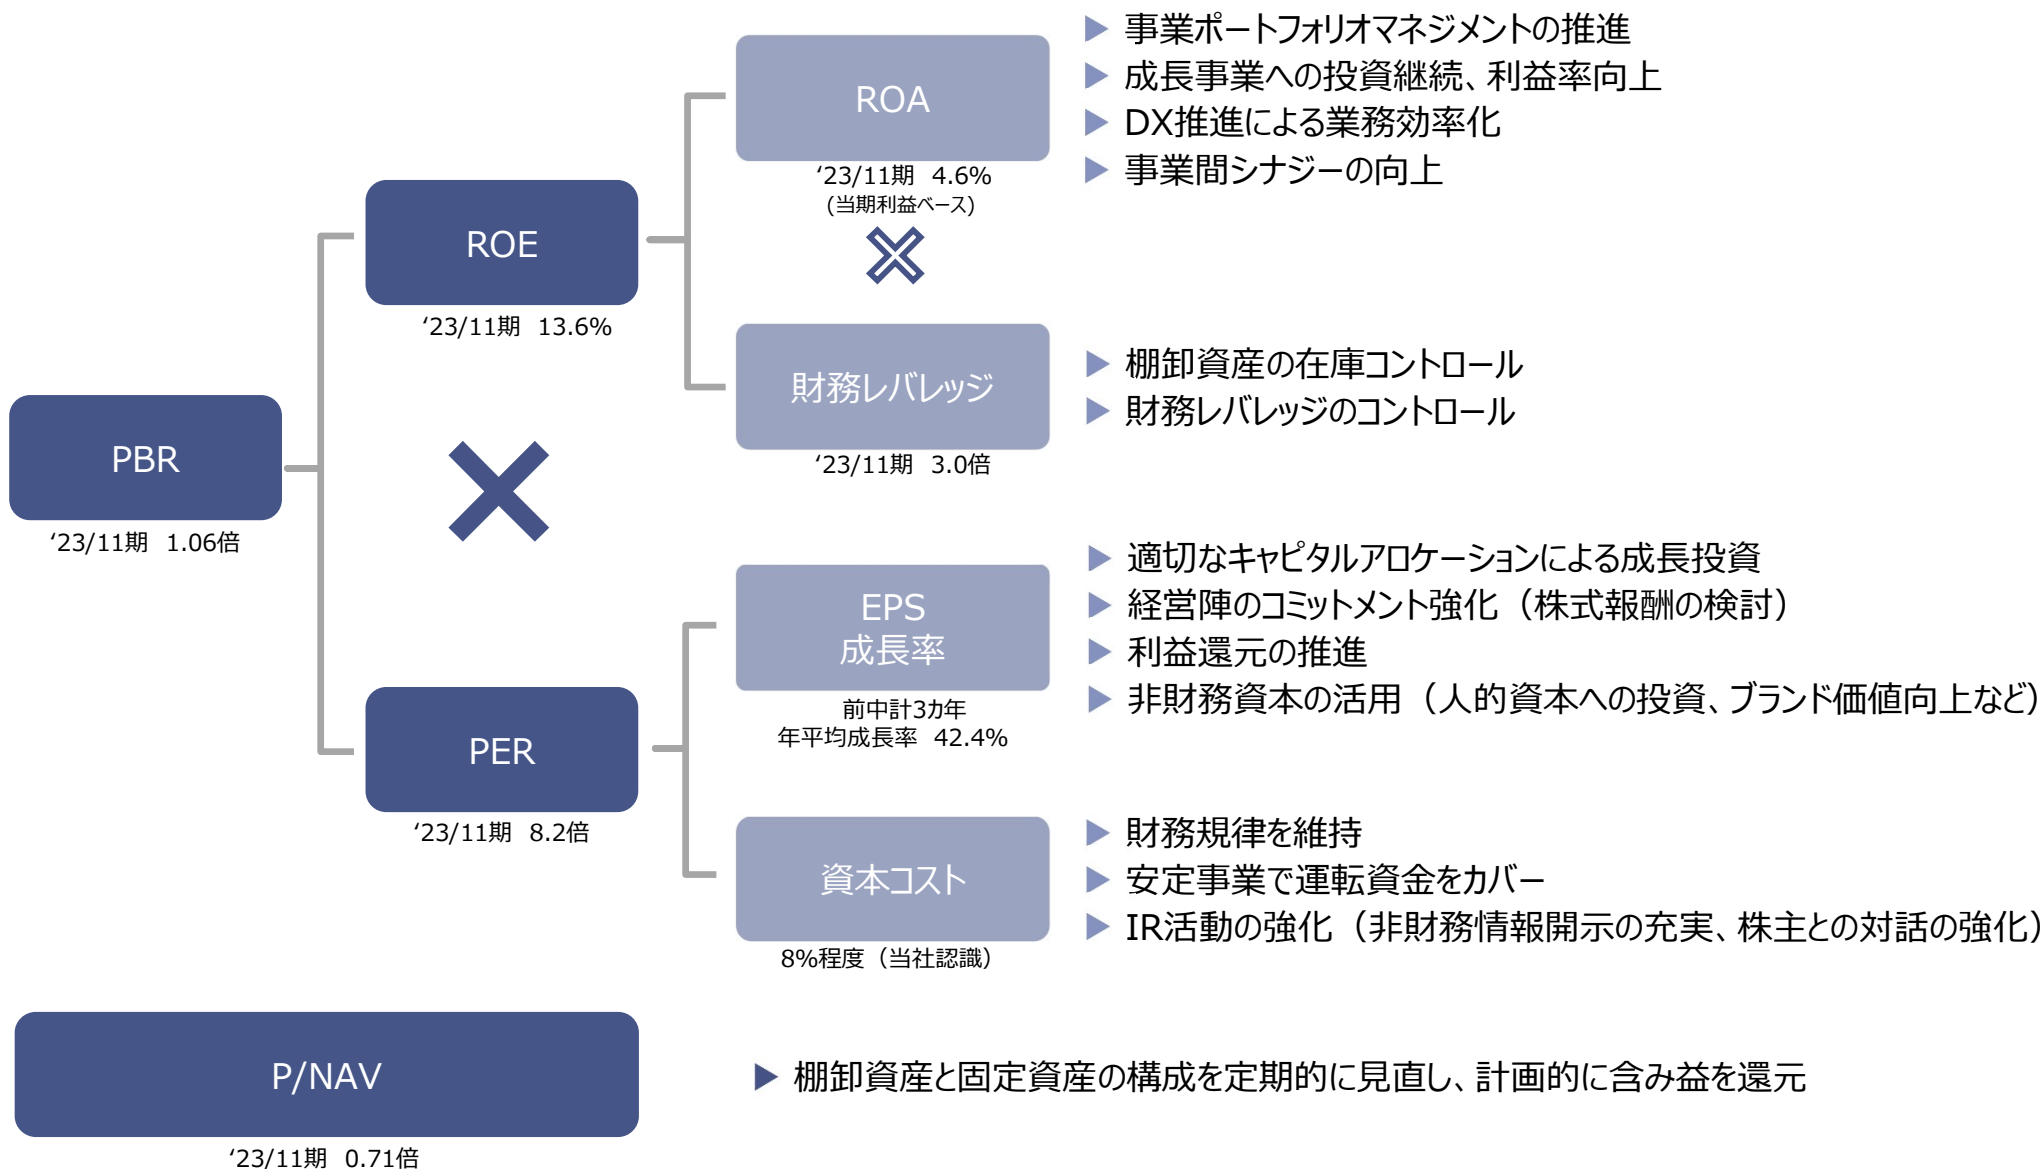 PBR
‘23/11期 1.06倍
ROE
‘23/11期 13.6%
PER
‘23/11期 8.2倍
ROA
‘23/11期 4.6%
(当期利益ベース)
財務レバレッジ
‘23/11期 3.0倍
EPS
成長率
前中計3カ年
年平均成長率 42.4%
資本コスト
8%程度（当社認識）
▶ 事業ポートフォリオマネジメントの推進
▶ 成長事業への投資継続、利益率向上
▶ DX推進による業務効率化
▶ 事業間シナジーの向上
▶ 棚卸資産の在庫コントロール
▶ 財務レバレッジのコントロール
▶ 適切なキャピタルアロケーションによる成長投資
▶ 経営陣のコミットメント強化（株式報酬の検討）
▶ 利益還元の推進
▶ 非財務資本の活用（人的資本への投資、ブランド価値向上など）
▶ 財務規律を維持
▶ 安定事業で運転資金をカバー
▶ IR活動の強化（非財務情報開示の充実、株主との対話の強化）
P/NAV
‘23/11期 0.71倍
▶ 棚卸資産と固定資産の構成を定期的に見直し、計画的に含み益を還元